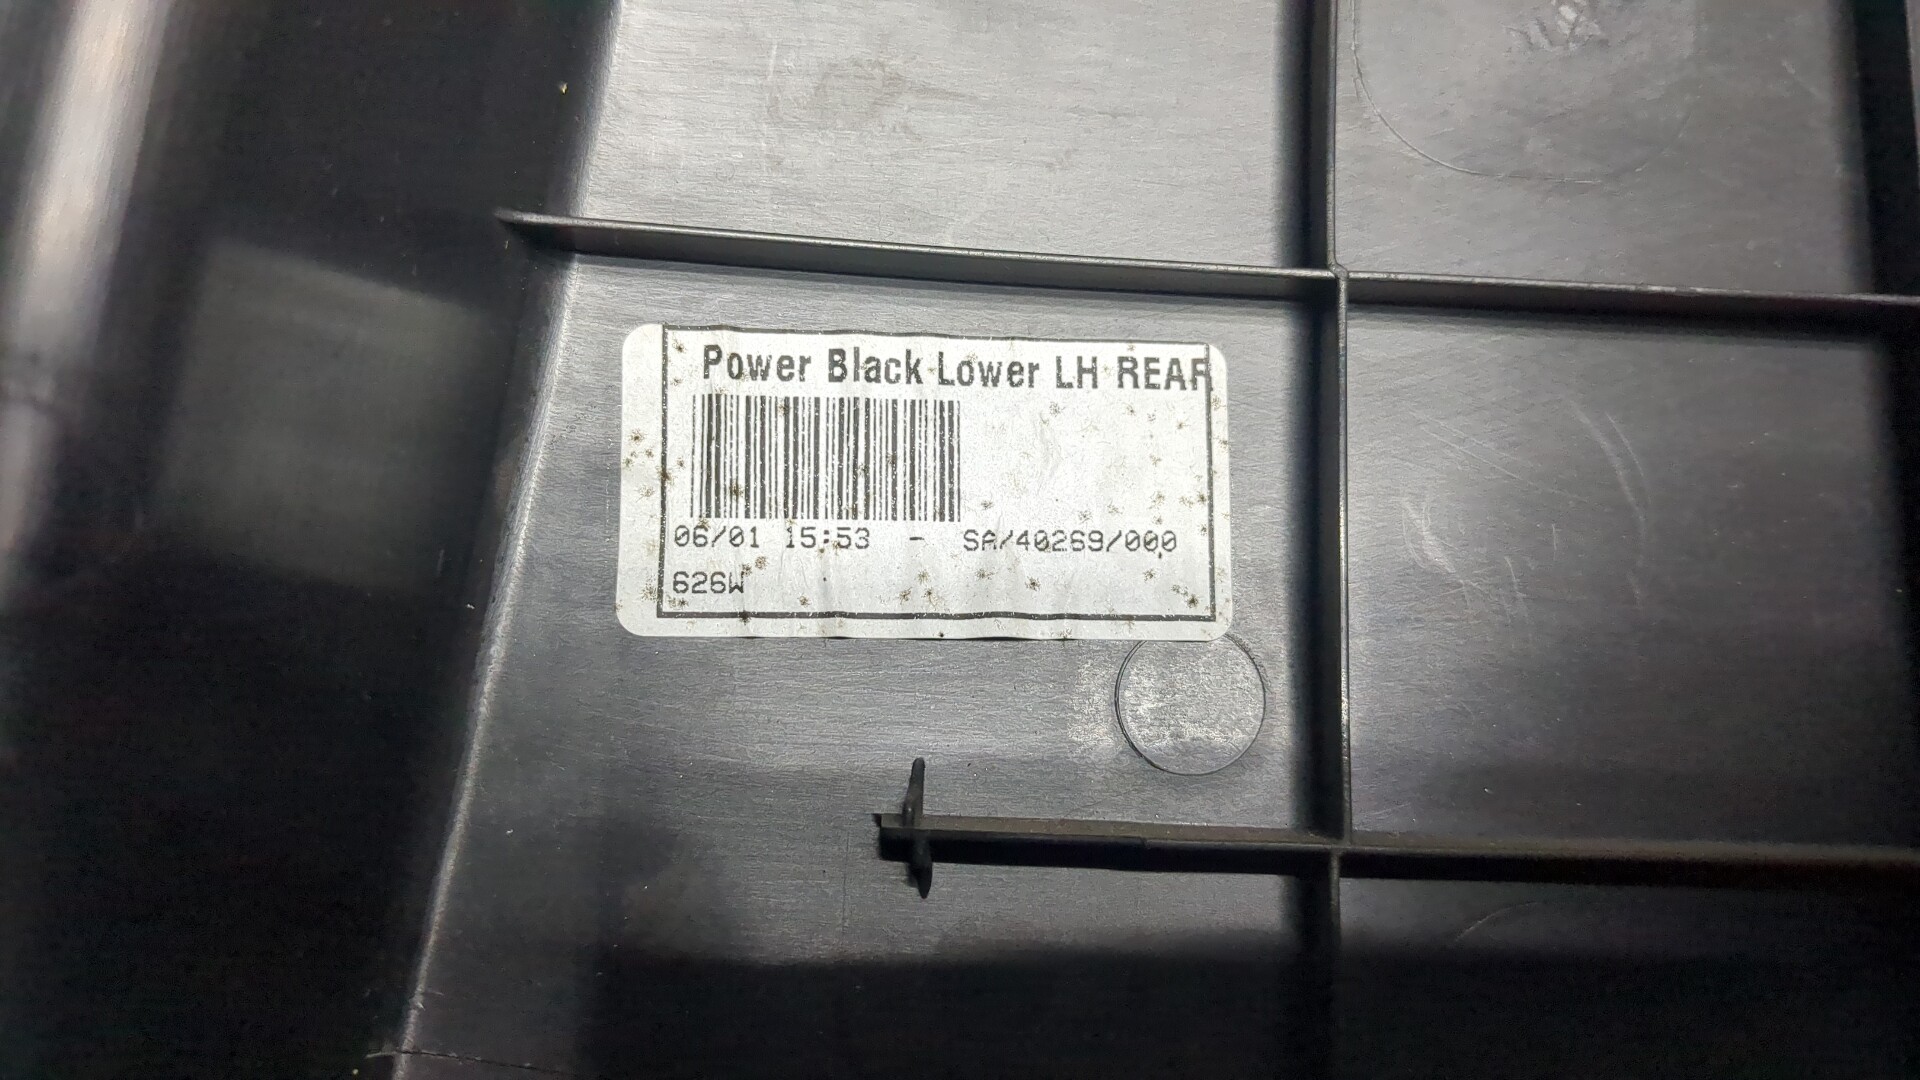 Power Black Lower LH REAR
06/01 15:53 - SA/40269/000
626W